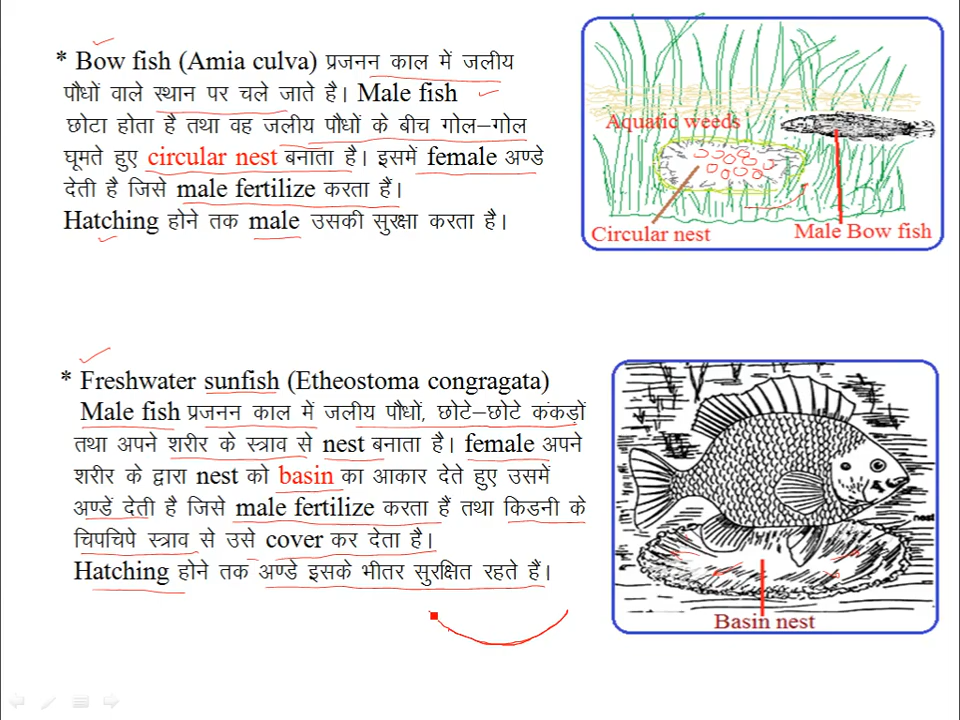 * Bow fish (Amia culva) प्रजनन काल में जलीय
पौधों वाले स्थान पर चले जाते है। Male fish
छोटा होता है तथा वह जलीय पौधों के बीच गोल–गोल
घूमते हुए circular nest बनाता है। इसमें female अण्डे
देती है जिसे male fertilize करता हैं।
Hatching होने तक male उसकी सुरक्षा करता है।
Aquatic weeds
Circular nest
Male Bow fish
* Freshwater sunfish (Etheostoma congragata)
Male fish प्रजनन काल में जलीय पौधों, छोटे–छोटे कंकड़ों
तथा अपने शरीर के स्त्राव से nest बनाता है। female अपने
शरीर के द्वारा nest को basin का आकार देते हुए उसमें
अण्डें देती है जिसे male fertilize करता हैं तथा किडनी के
चिपचिपे स्त्राव से उसे cover कर देता है।
Hatching होने तक अण्डे इसके भीतर सुरक्षित रहते हैं।
nest
Basin nest